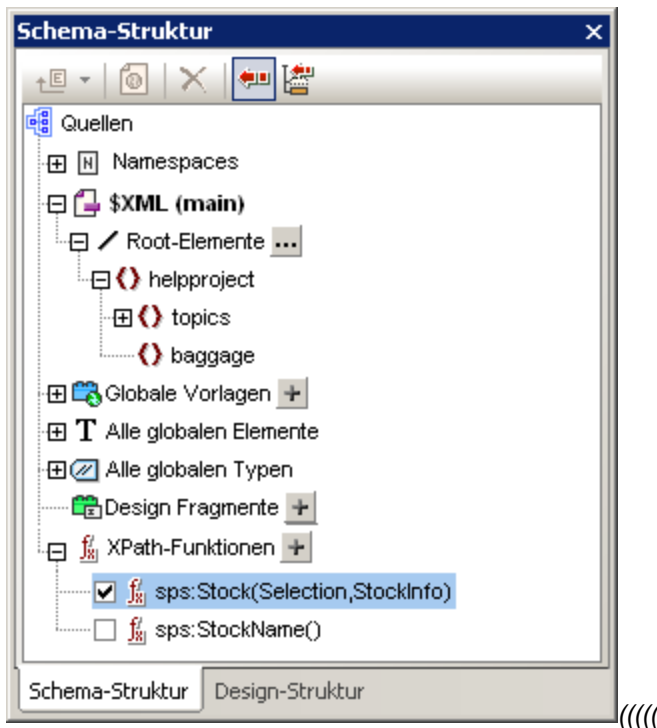 Schema-Struktur
Quellen
Namespaces
$XML (main)
Root-Elemente ...
helpproject
topics
baggage
Globale Vorlagen
Alle globalen Elemente
Alle globalen Typen
Design Fragmente
XPath-Funktionen
sps:Stock(Selection,StockInfo)
sps:StockName()
Schema-Struktur Design-Struktur
(((((